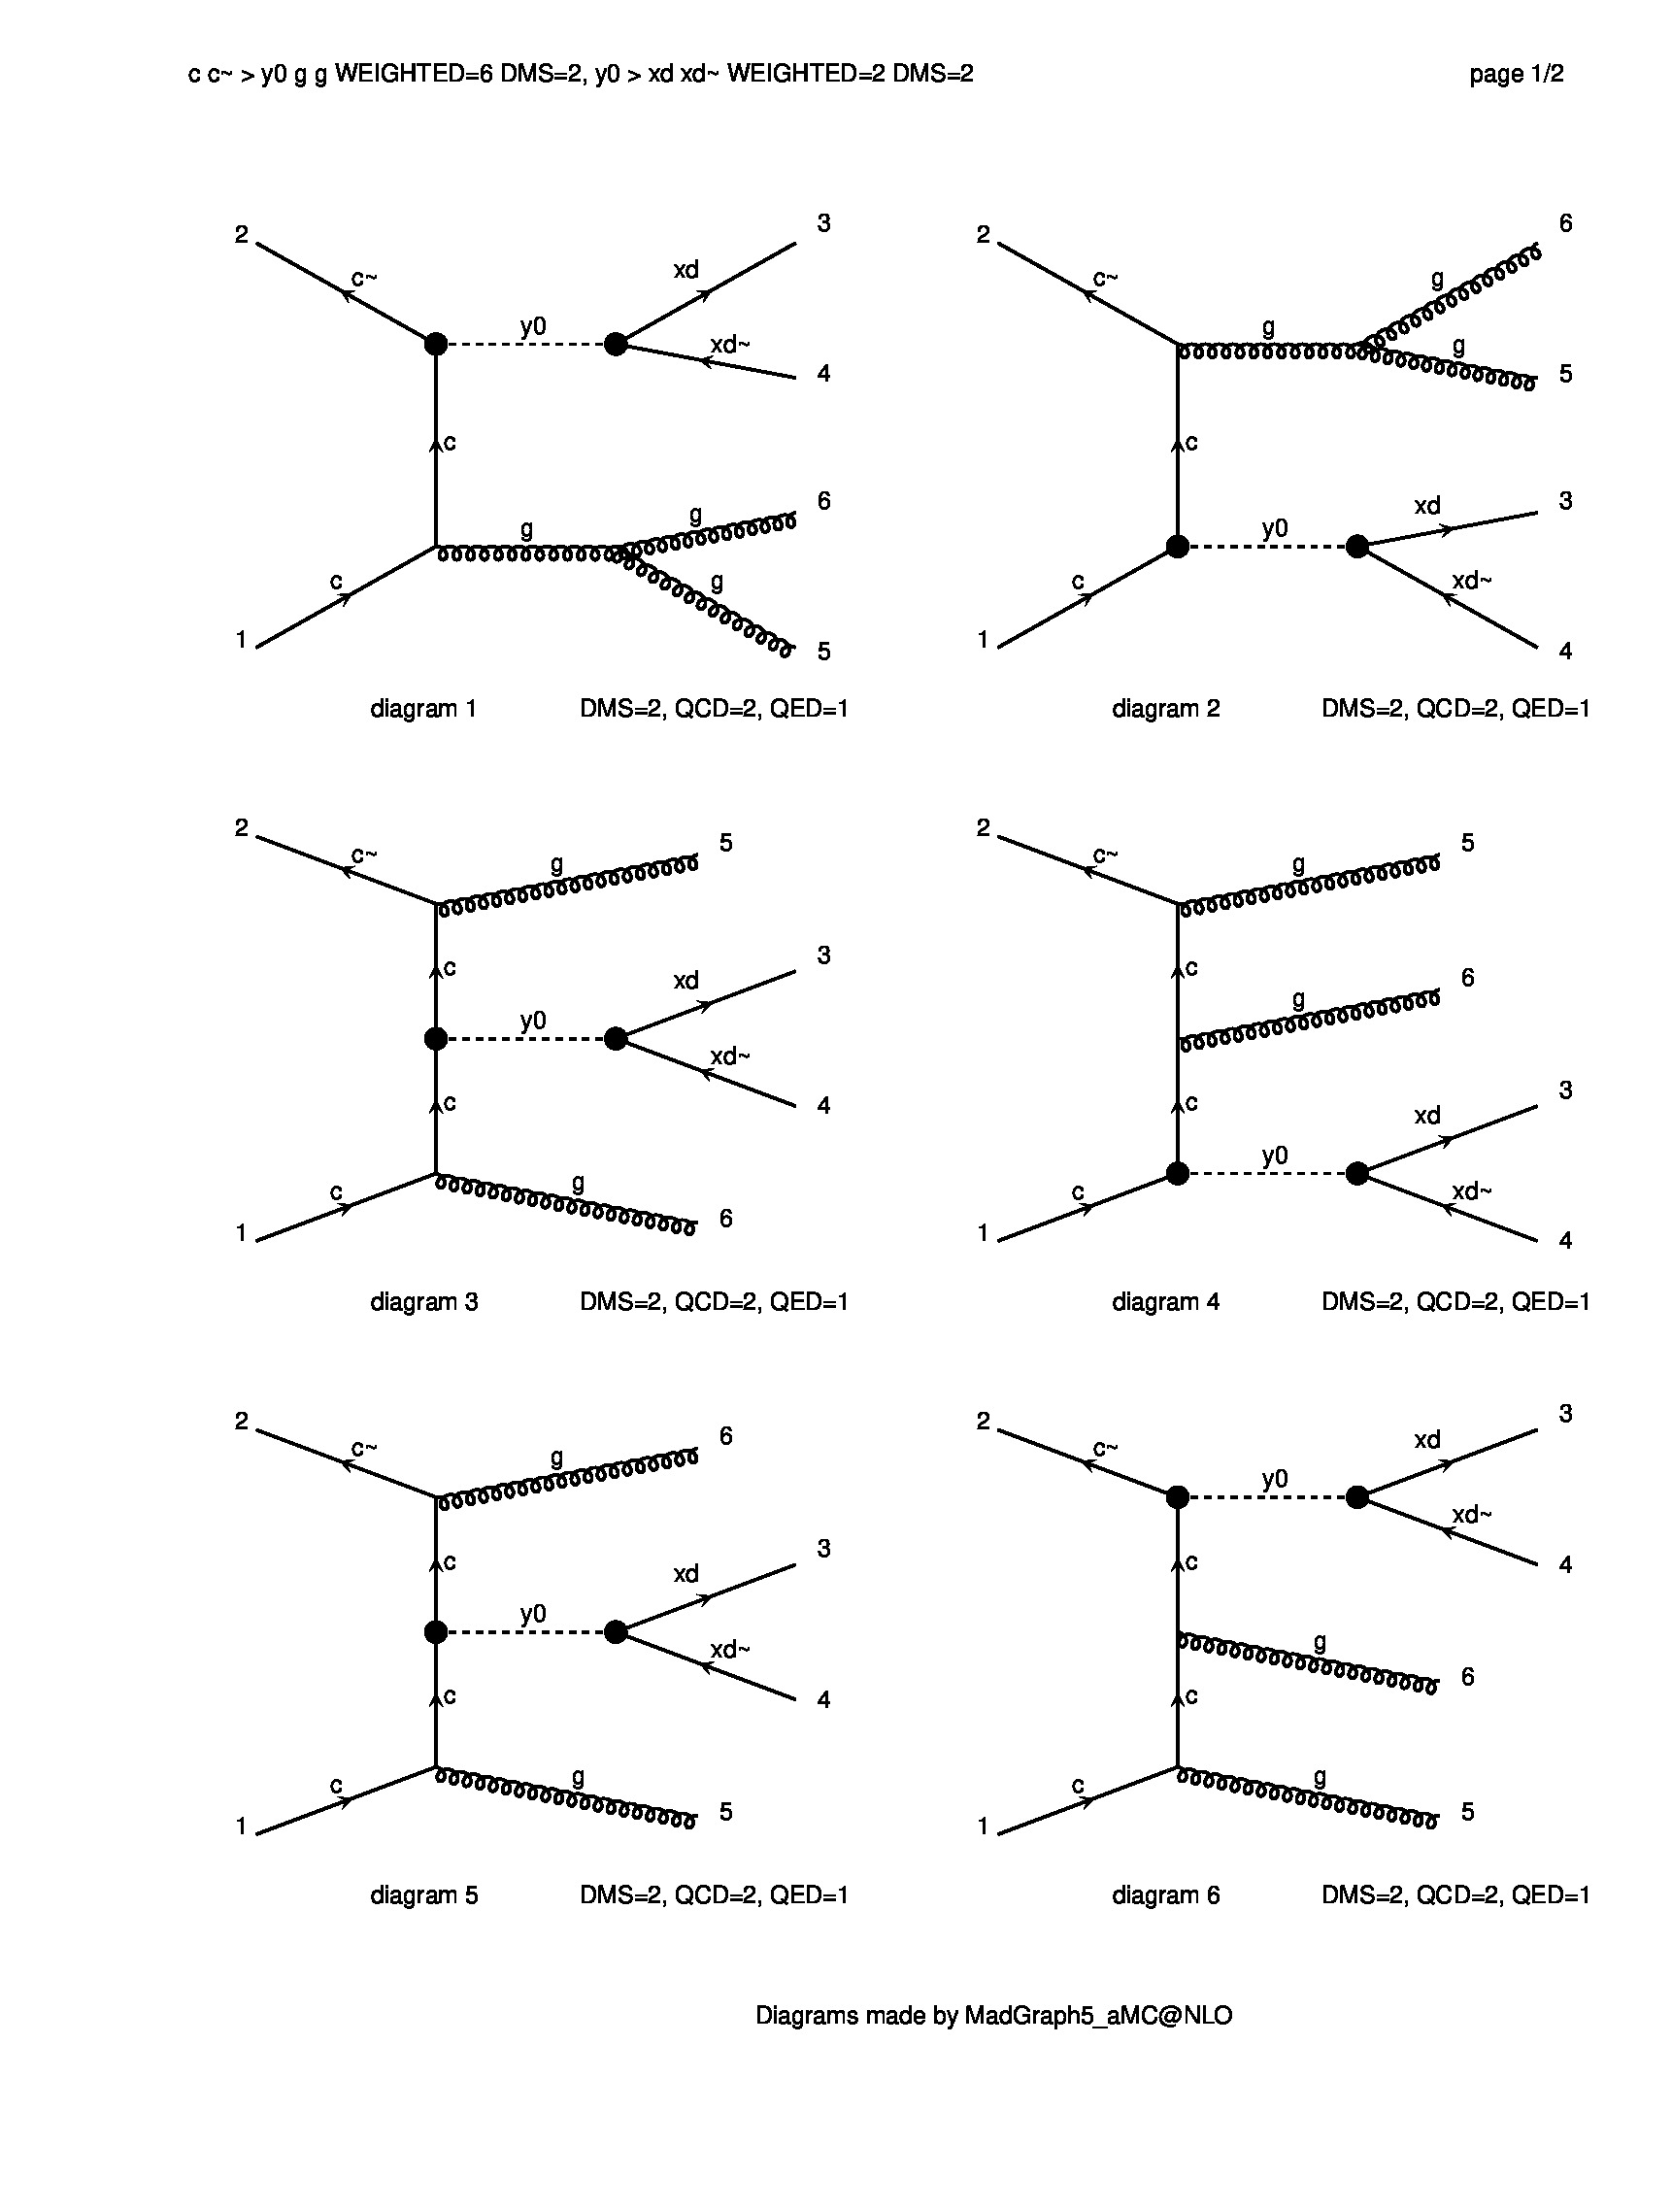 c c~ > y0 g g WEIGHTED=6 DMS=2, y0 > xd xd~ WEIGHTED=2 DMS=2
page 1/2
2
c~
y0
xd
3
xd~
4
c
g
g
6
g
5
c
1
diagram 1
DMS=2, QCD=2, QED=1
2
c~
g
g
6
g
5
c
y0
xd
3
xd~
4
c
1
diagram 2
DMS=2, QCD=2, QED=1
2
c~
g
5
c
y0
xd
3
xd~
4
c
g
6
c
1
diagram 3
DMS=2, QCD=2, QED=1
2
c~
g
5
c
g
6
c
y0
xd
3
xd~
4
c
1
diagram 4
DMS=2, QCD=2, QED=1
2
c~
g
6
c
y0
xd
3
xd~
4
c
g
5
c
1
diagram 5
DMS=2, QCD=2, QED=1
2
c~
y0
xd
3
xd~
4
c
g
6
c
g
5
c
1
diagram 6
DMS=2, QCD=2, QED=1
Diagrams made by MadGraph5_aMC@NLO